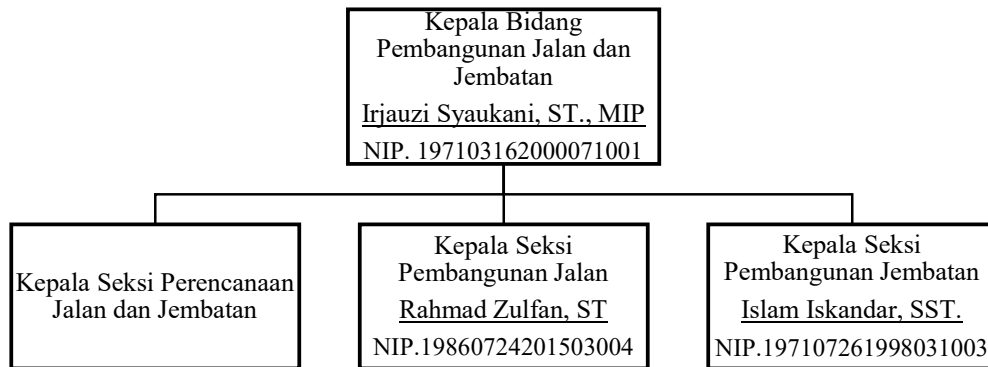 Kepala Bidang
Pembangunan Jalan dan
Jembatan
Irjauzi Syaukani, ST., MIP
NIP. 197103162000071001
Kepala Seksi Perencanaan
Jalan dan Jembatan
Kepala Seksi
Pembangunan Jalan
Rahmad Zulfan, ST
NIP.19860724201503004
Kepala Seksi
Pembangunan Jembatan
Islam Iskandar, SST.
NIP.197107261998031003